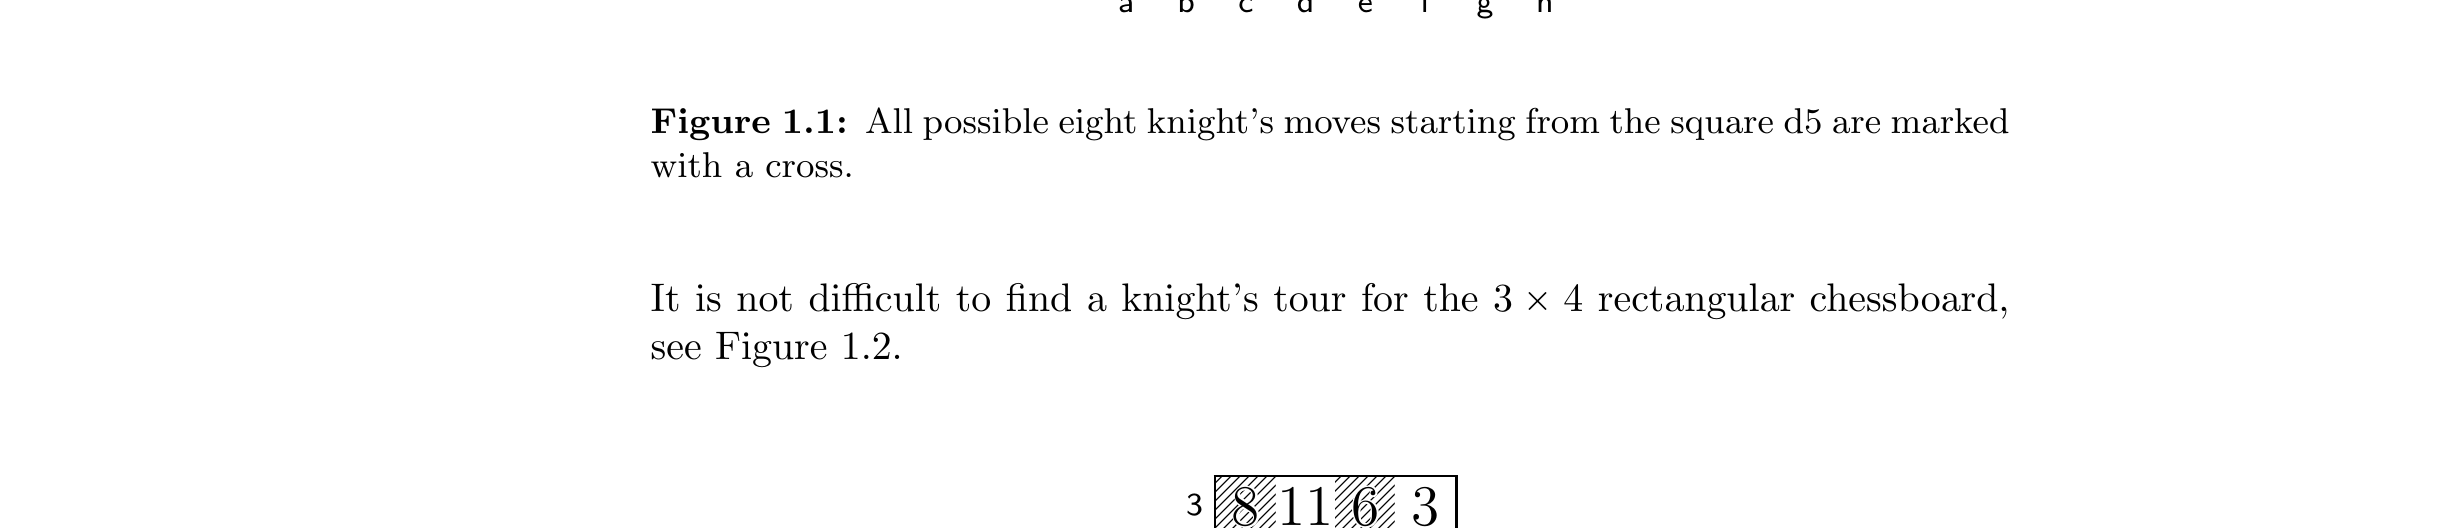 a b c d e f g h
Figure 1.1: All possible eight knight's moves starting from the square d5 are marked
with a cross.
It is not difficult to find a knight's tour for the 3 × 4 rectangular chessboard,
see Figure 1.2.
3 8 11 6 3